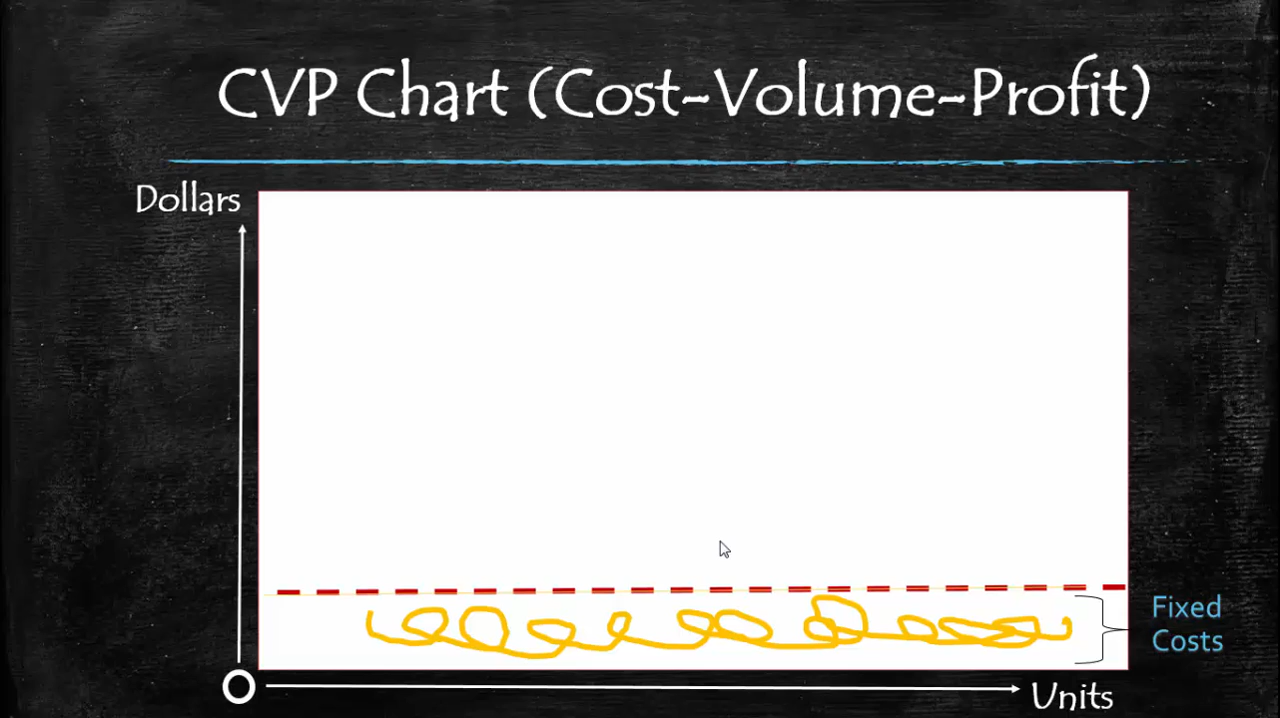 CVP Chart (Cost-Volume-Profit)
Dollars
Fixed
Costs
O
Units